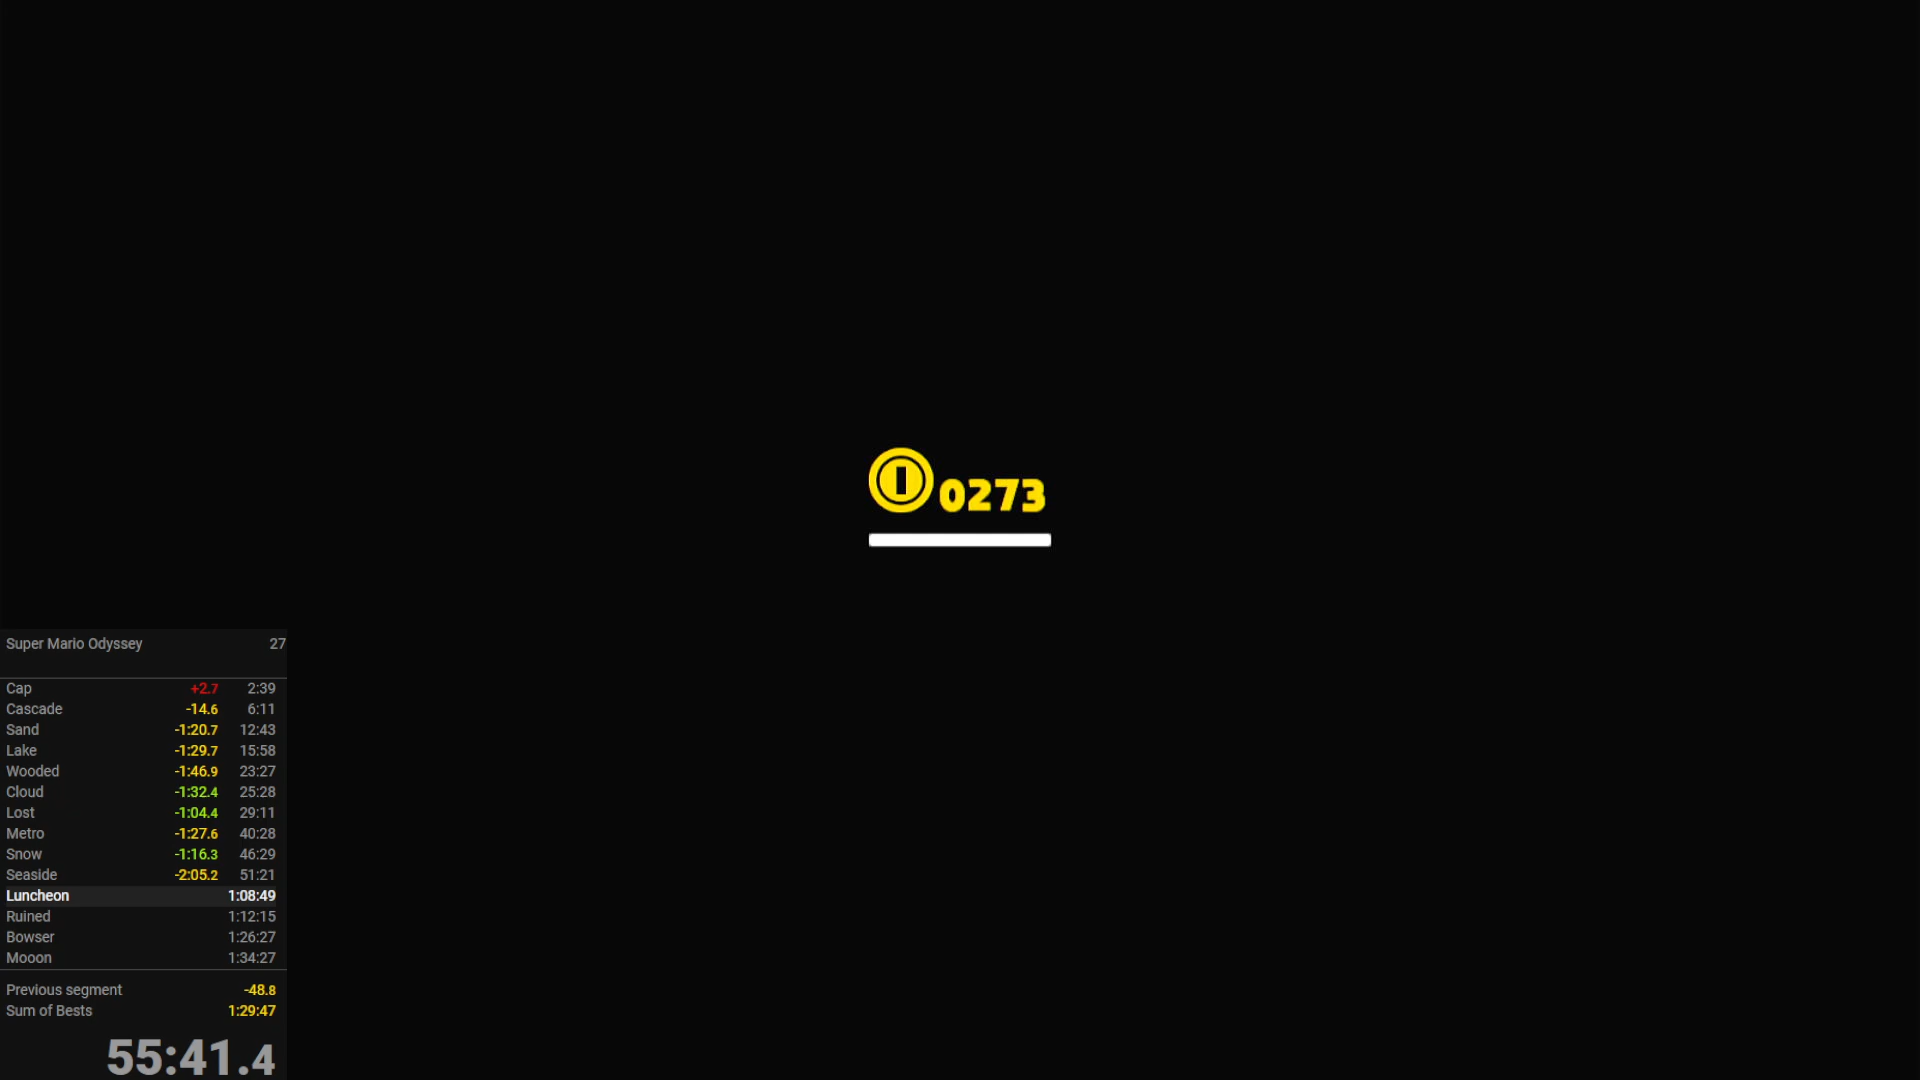 0273
Super Mario Odyssey 27
Cap +2.7 2:39
Cascade -14.6 6:11
Sand -1:20.7 12:43
Lake -1:29.7 15:58
Wooded -1:46.9 23:27
Cloud -1:32.4 25:28
Lost -1:04.4 29:11
Metro -1:27.6 40:28
Snow -1:16.3 46:29
Seaside -2:05.2 51:21
Luncheon 1:08:49
Ruined 1:12:15
Bowser 1:26:27
Mooon 1:34:27
Previous segment -48.8
Sum of Bests 1:29:47
55:41.4